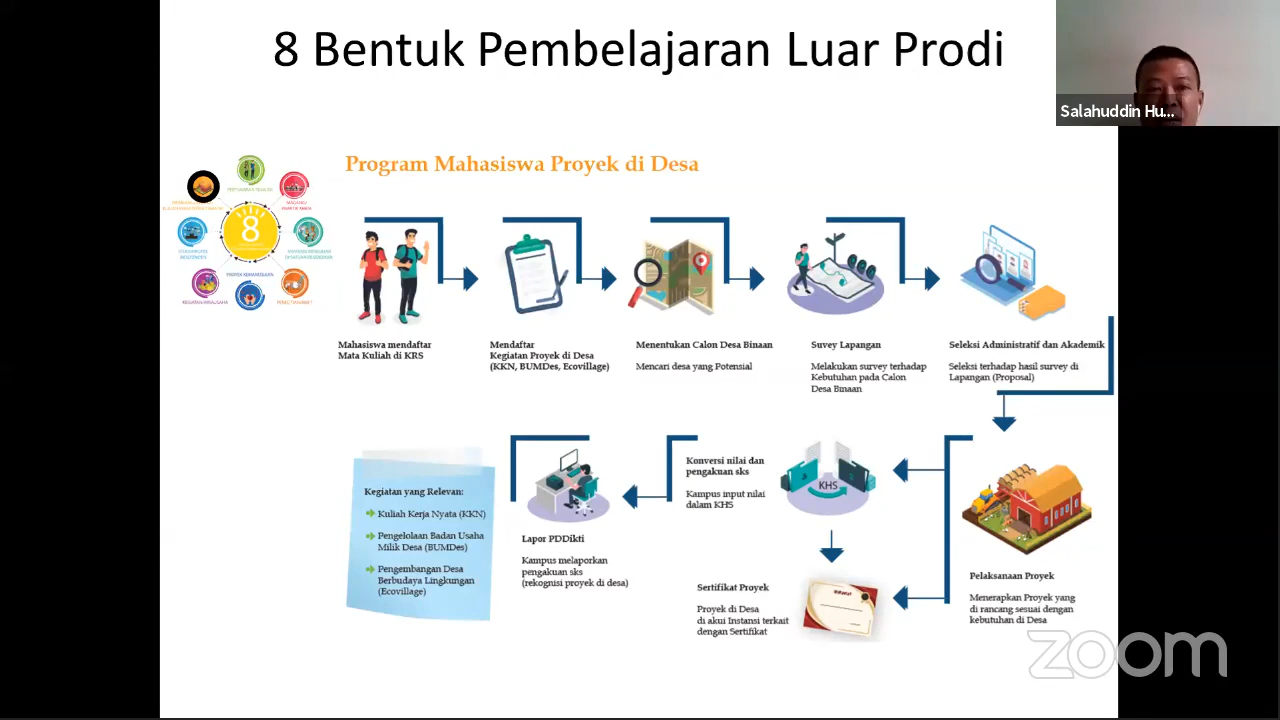 8 Bentuk Pembelajaran Luar Prodi
Salahuddin Hu...
Program Mahasiswa Proyek di Desa
8
PROYEK KEMANUSIAAN
KEGIATAN WIRAUSAHA
Mahasiswa mendaftar
Mata Kuliah di KRS
Mendaftar
Kegiatan Proyek di Desa
(KKN, BUMDes, Ecovillage)
Menentukan Calon Desa Binaan
Mencari desa yang Potensial
Suvey Lapangan
Melakukan survey terhadap
Kebutuhan pada Calon
Desa Binaan
Seleksi Administratif dan Akademik
Seleksi terhadap hasil survey di
Lapangan (Proposal)
Kegiatan yang Relevan:
Kuliah Kerja Nyata (KKN)
Pengelolaan Badan Usaha
Milik Desa (BUMDes)
Pengembangan Desa
Berbudaya Lingkungan
(Ecovillage)
Lapor PDDikti
Kampus melaporkan
pengakuan sks
(rekognisi proyek di desa)
Konversi nilai dan
pengakuan sks
Kampus input nilai
dalam KHS
KHS
Sertifikat Proyek
Proyek di Desa
di akui Instansi terkait
dengan Sertifikat
Pelaksanaan Proyek
Menerapkan Proyek yang
di rancang sesuai dengan
kebutuhan di Desa
zoom